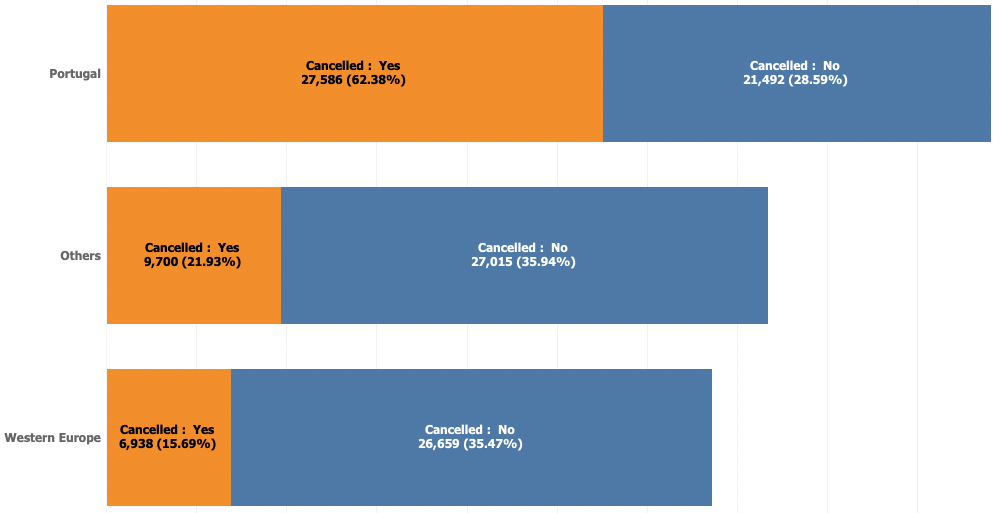 Portugal
Cancelled :  Yes
27,586 (62.38%)
Cancelled :  No
21,492 (28.59%)
Others
Cancelled :  Yes
9,700 (21.93%)
Cancelled :  No
27,015 (35.94%)
Western Europe
Cancelled :  Yes
6,938 (15.69%)
Cancelled :  No
26,659 (35.47%)